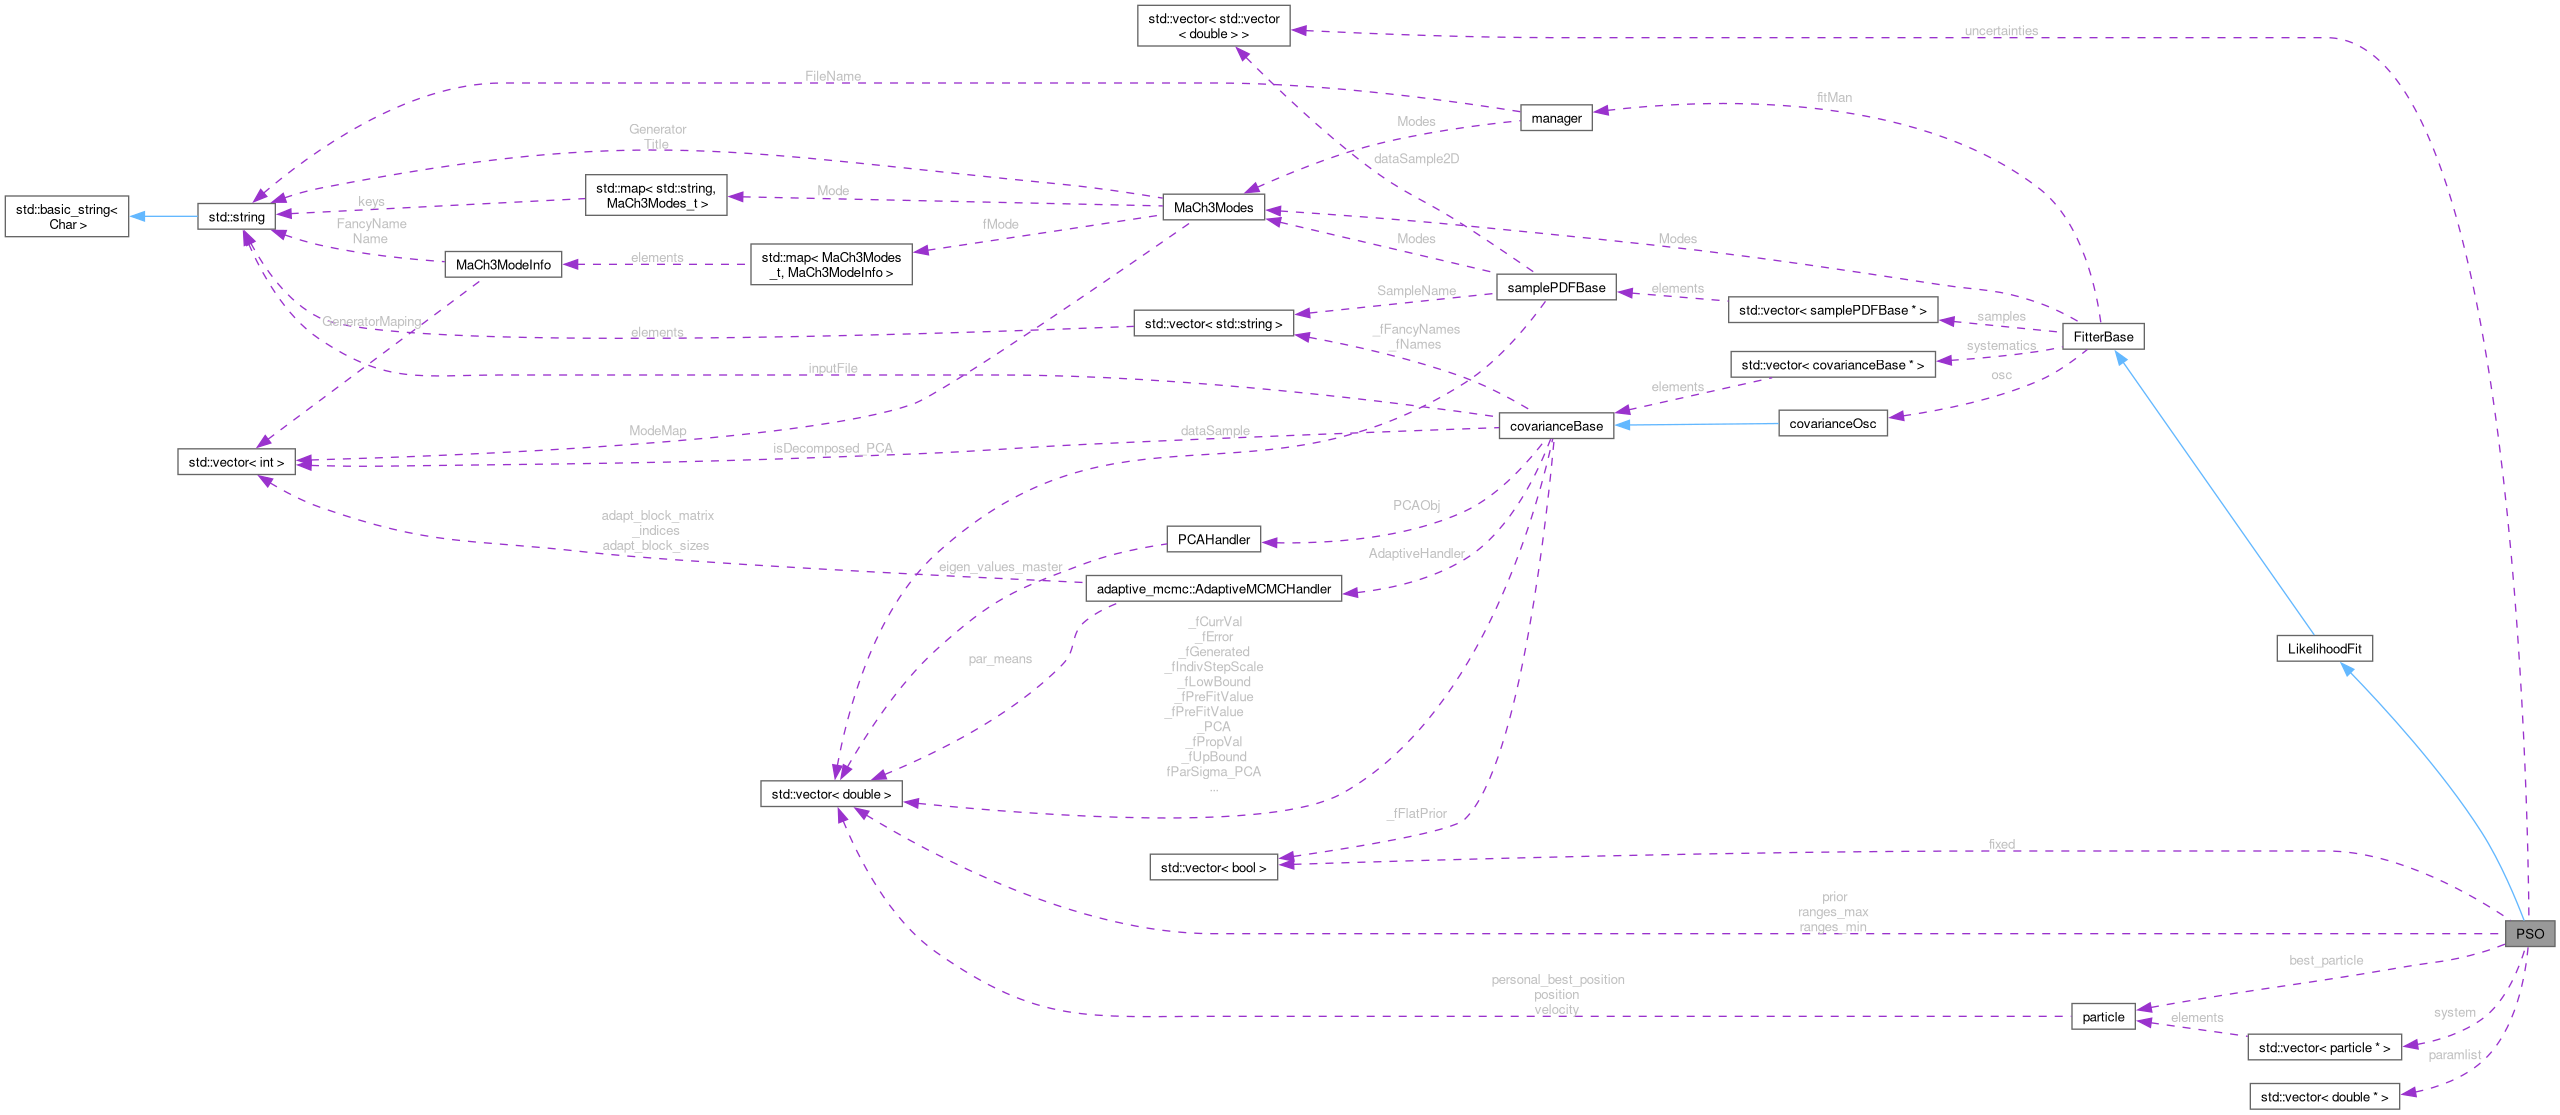 std::vector< std::vector
< double > >
uncertainties
FileName
manager
fitMan
Modes
Generator
Title
dataSample2D
std::map< std::string,
MaCh3Modes_t >
Mode
keys
MaCh3Modes
std::basic_string<
Char >
std::string
FancyName
Name
fMode
Modes
Modes
MaCh3ModeInfo
elements
std::map< MaCh3Modes
_t, MaCh3ModeInfo >
samplePDFBase
SampleName
elements
std::vector< samplePDFBase * >
samples
GeneratorMaping
elements
std::vector< std::string >
_fFancyNames
_fNames
FitterBase
systematics
std::vector< covarianceBase * >
inputFile
elements
osc
covarianceBase
covarianceOsc
ModeMap
dataSample
isDecomposed_PCA
std::vector< int >
PCAObj
adapt_block_matrix
_indices
adapt_block_sizes
PCAHandler
AdaptiveHandler
eigen_values_master
adaptive_mcmc::AdaptiveMCMCHandler
_fCurrVal
_fError
_fGenerated
_fIndivStepScale
_fLowBound
_fPreFitValue
_fPreFitValue
_PCA
_fPropVal
_fUpBound
fParSigma_PCA
...
par_means
LikelihoodFit
std::vector< double >
_fFlatPrior
std::vector< bool >
fixed
prior
ranges_max
ranges_min
PSO
best_particle
personal_best_position
position
velocity
particle
elements
system
std::vector< particle * >
paramlist
std::vector< double * >